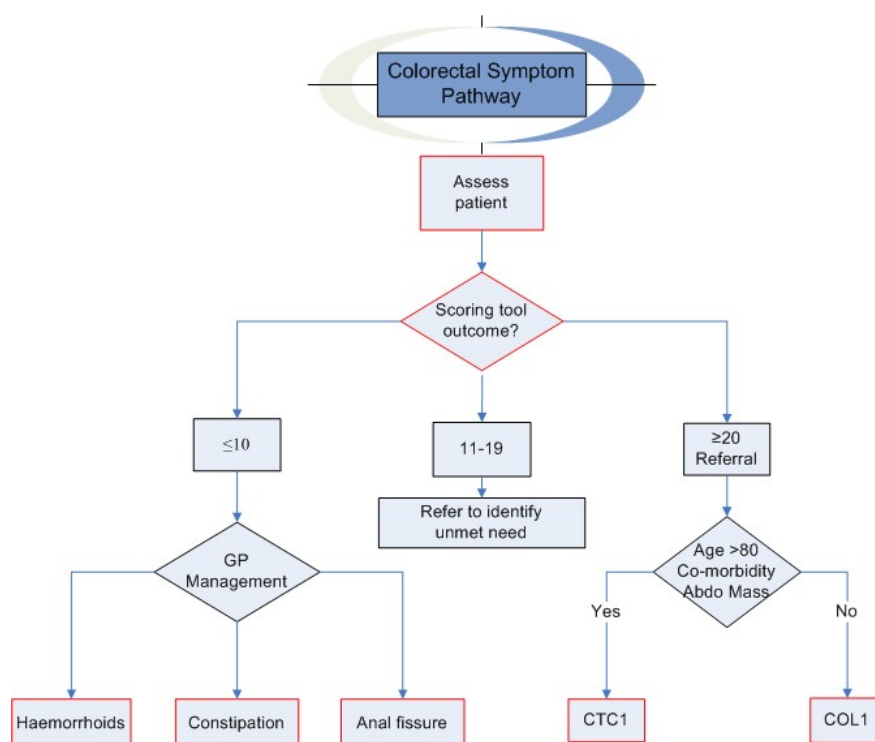 Colorectal Symptom
Pathway
Assess
patient
Scoring tool
outcome?
≤10
11-19
≥20
Referral
Refer to identify
unmet need
GP
Management
Age >80
Co-morbidity
Abdo Mass
Yes
No
Haemorrhoids
Constipation
Anal fissure
CTC1
COL1